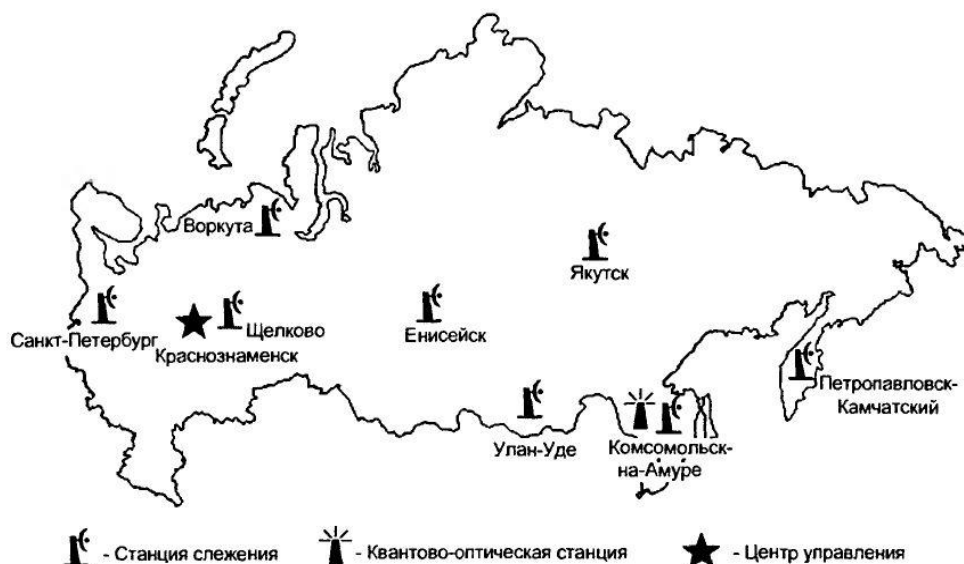 Воркута
Якутск
Санкт-Петербург
Щелково
Краснознаменск
Енисейск
Петропавловск-
Камчатский
Улан-Уде
Комсомольск-
на-Амуре
- Станция слежения
- Квантово-оптическая станция
- Центр управления